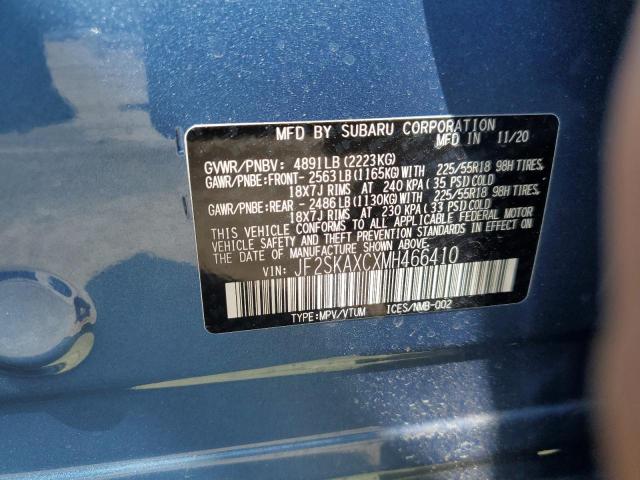 MFD BY SUBARU CORPORATION
MFD IN 11/20
GVWR/PNBV: 4891LB(2223KG)
GAWR/PNBE:FRONT- 2563LB(1165KG) 225/55R18 98H TIRES,
18X7J RIMS AT 240 KPA(35 PSI)COLD
GAWR/PNBE:REAR - 2486LB(1130KG) 225/55R18 98H TIRES,
18X7J RIMS AT 230 KPA(33 PSI)COLD
THIS VEHICLE CONFORMS TO ALL APPLICABLE FEDERAL MOTOR
VEHICLE SAFETY AND THEFT PREVENTION STANDARDS IN EFFECT ON
THE DATE OF MANUFACTURE SHOWN ABOVE.
VIN: JF2SKAXCXMH466410
TYPE:MPV/VTUM ICES/NMB-002